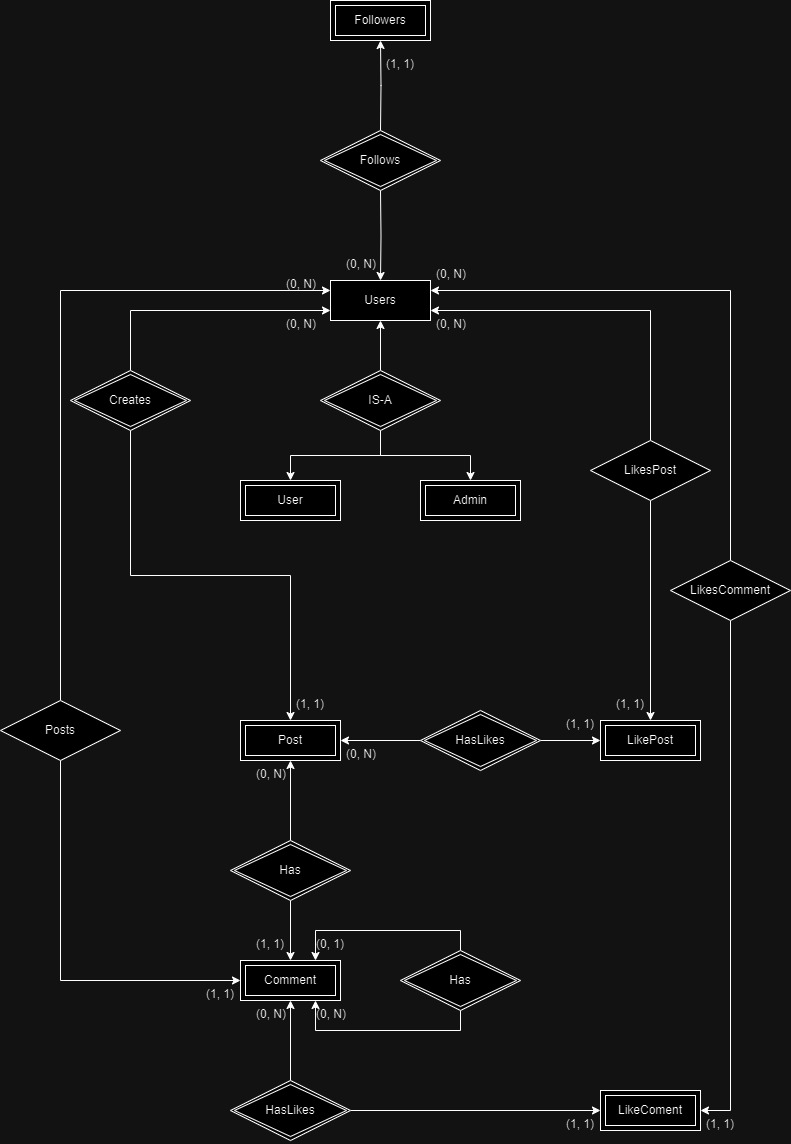 Followers
(1, 1)
Follows
(0, N)
(0, N)
(0, N)
Users
(0, N)
(0, N)
Creates
IS-A
LikesPost
User
Admin
LikesComment
(1, 1)
(1, 1)
Posts
Post
(0, N)
HasLikes
(1, 1)
LikePost
(0, N)
Has
(1, 1)
(0, 1)
Comment
Has
(1, 1)
(0, N)
(0, N)
HasLikes
LikeComent
(1, 1)
(1, 1)